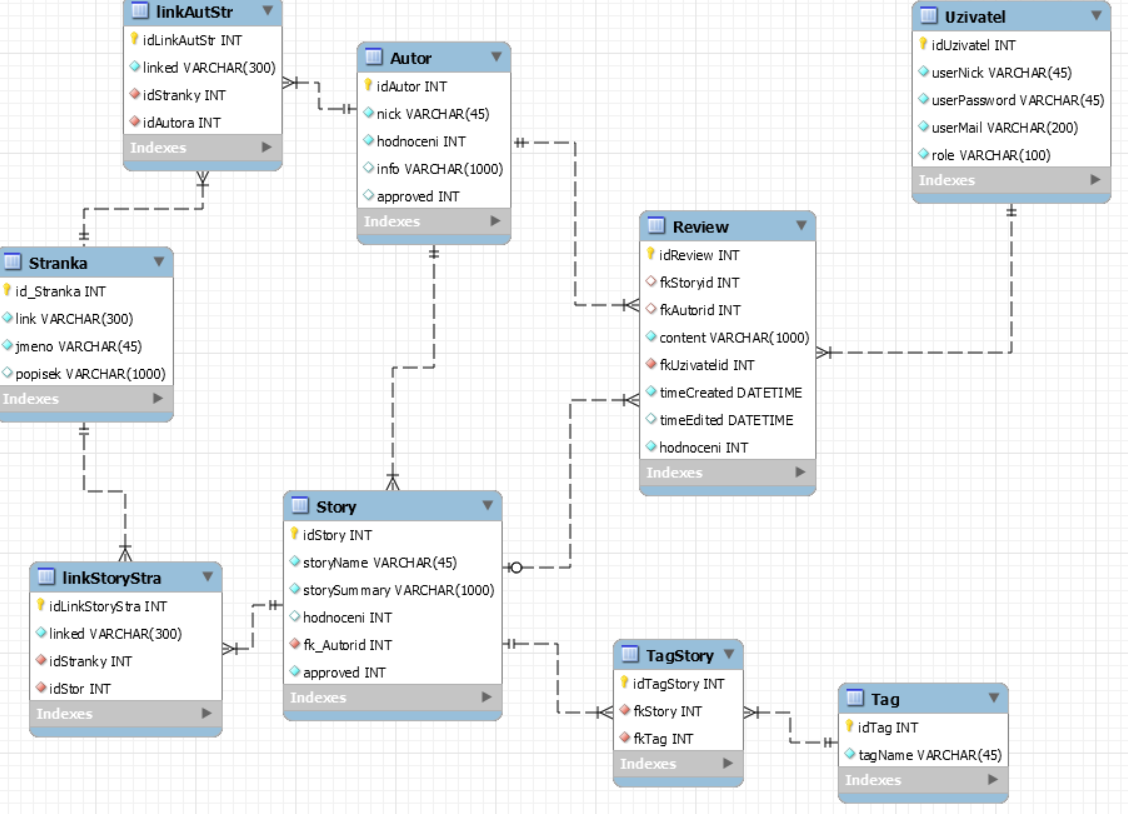 linkAutStr
idLinkAutStr INT
linked VARCHAR(300)
idStranky INT
idAutora INT
Indexes
Autor
idAutor INT
nick VARCHAR(45)
hodnoceni INT
info VARCHAR(1000)
approved INT
Indexes
Uzivatel
idUzivatel INT
userNick VARCHAR(45)
userPassword VARCHAR(45)
userMail VARCHAR(200)
role VARCHAR(100)
Indexes
Review
idReview INT
fkStoryid INT
fkAutorid INT
content VARCHAR(1000)
fkUzivatelid INT
timeCreated DATETIME
timeEdited DATETIME
hodnoceni INT
Indexes
Stranka
id_Stranka INT
link VARCHAR(300)
jmeno VARCHAR(45)
popisek VARCHAR(1000)
Indexes
Story
idStory INT
storyName VARCHAR(45)
storySummary VARCHAR(1000)
hodnoceni INT
fk_Autorid INT
approved INT
Indexes
linkStoryStra
idLinkStoryStra INT
linked VARCHAR(300)
idStranky INT
idStor INT
Indexes
TagStory
idTagStory INT
fkStory INT
fkTag INT
Indexes
Tag
idTag INT
tagName VARCHAR(45)
Indexes